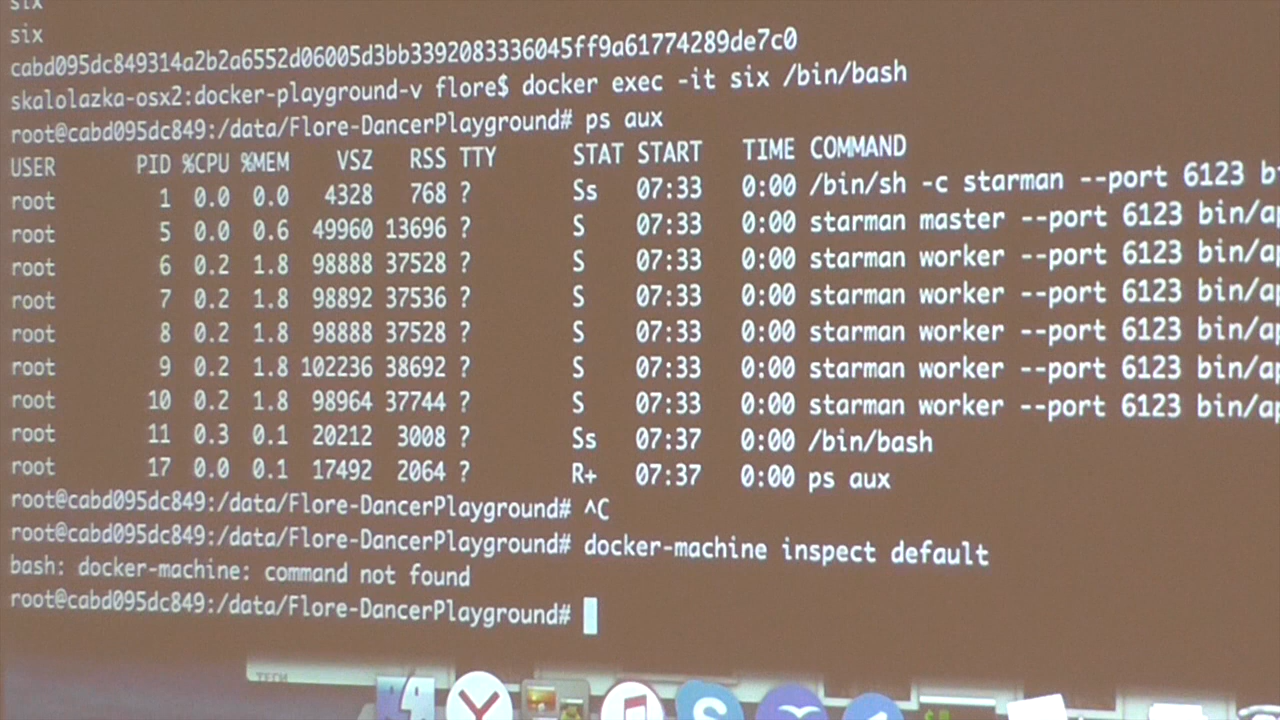 six
six
cabd095dc849314a2b2a6552d06005d3bb3392083336045ff9a61774289de7c0
skalolazka-osx2:docker-playground-v flore$ docker exec -it six /bin/bash
root@cabd095dc849:/data/Flore-DancerPlayground# ps aux
USER PID %CPU %MEM VSZ RSS TTY STAT START TIME COMMAND
root 1 0.0 0.0 4328 768 ? Ss 07:33 0:00 /bin/sh -c starman --port 6123 bi
root 5 0.0 0.6 49960 13696 ? S 07:33 0:00 starman master --port 6123 bin/ap
root 6 0.2 1.8 98888 37528 ? S 07:33 0:00 starman worker --port 6123 bin/ap
root 7 0.2 1.8 98892 37536 ? S 07:33 0:00 starman worker --port 6123 bin/ap
root 8 0.2 1.8 98888 37528 ? S 07:33 0:00 starman worker --port 6123 bin/ap
root 9 0.2 1.8 102236 38692 ? S 07:33 0:00 starman worker --port 6123 bin/ap
root 10 0.2 1.8 98964 37744 ? S 07:33 0:00 starman worker --port 6123 bin/ap
root 11 0.3 0.1 20212 3008 ? Ss 07:37 0:00 /bin/bash
root 17 0.0 0.1 17492 2064 ? R+ 07:37 0:00 ps aux
root@cabd095dc849:/data/Flore-DancerPlayground# ^C
root@cabd095dc849:/data/Flore-DancerPlayground# docker-machine inspect default
bash: docker-machine: command not found
root@cabd095dc849:/data/Flore-DancerPlayground#